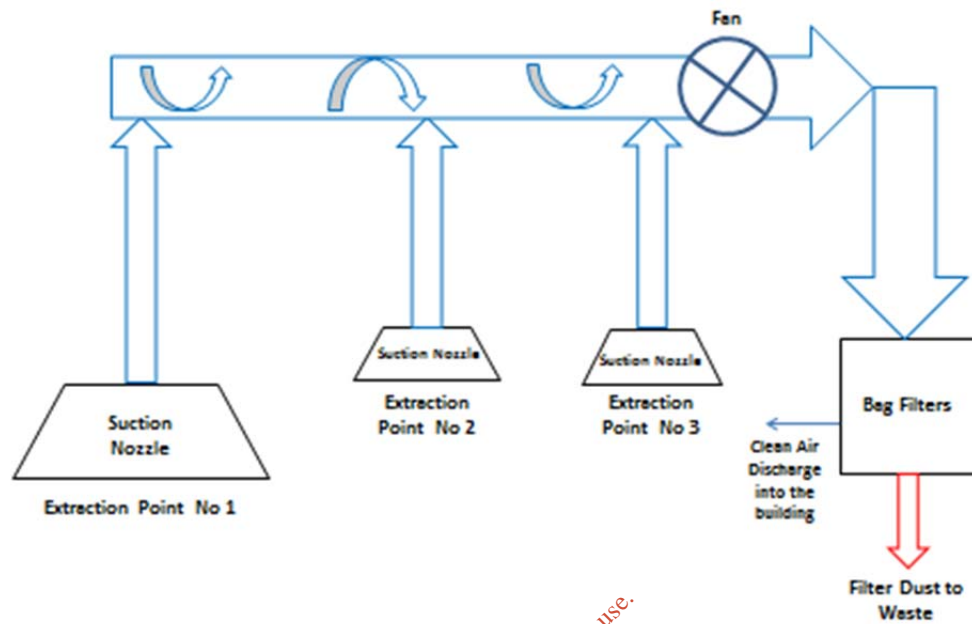 Fan
Suction Nozzle
Suction Nozzle
Suction
Nozzle
Extraction
Point No 2
Extraction
Point No 3
Extraction Point No 1
Bag Filters
Clean Air
Discharge
into the
building
Filter Dust to
Waste
use.